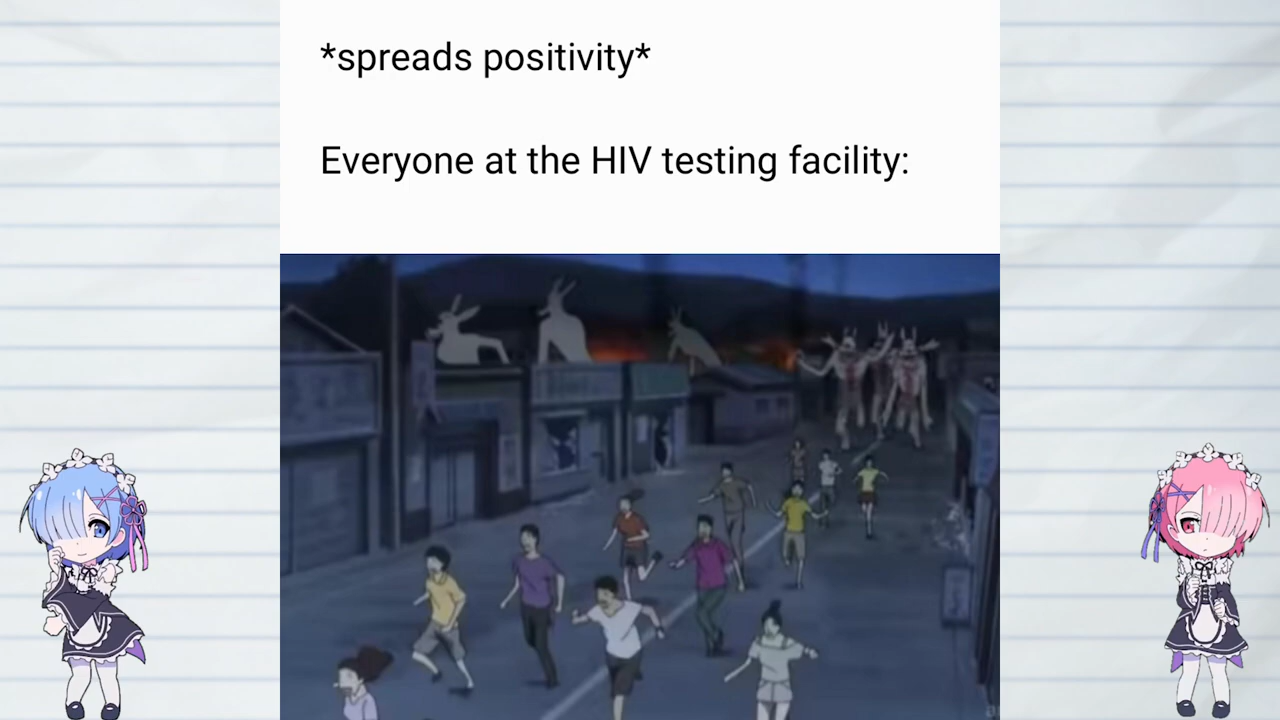 *spreads positivity*
Everyone at the HIV testing facility: